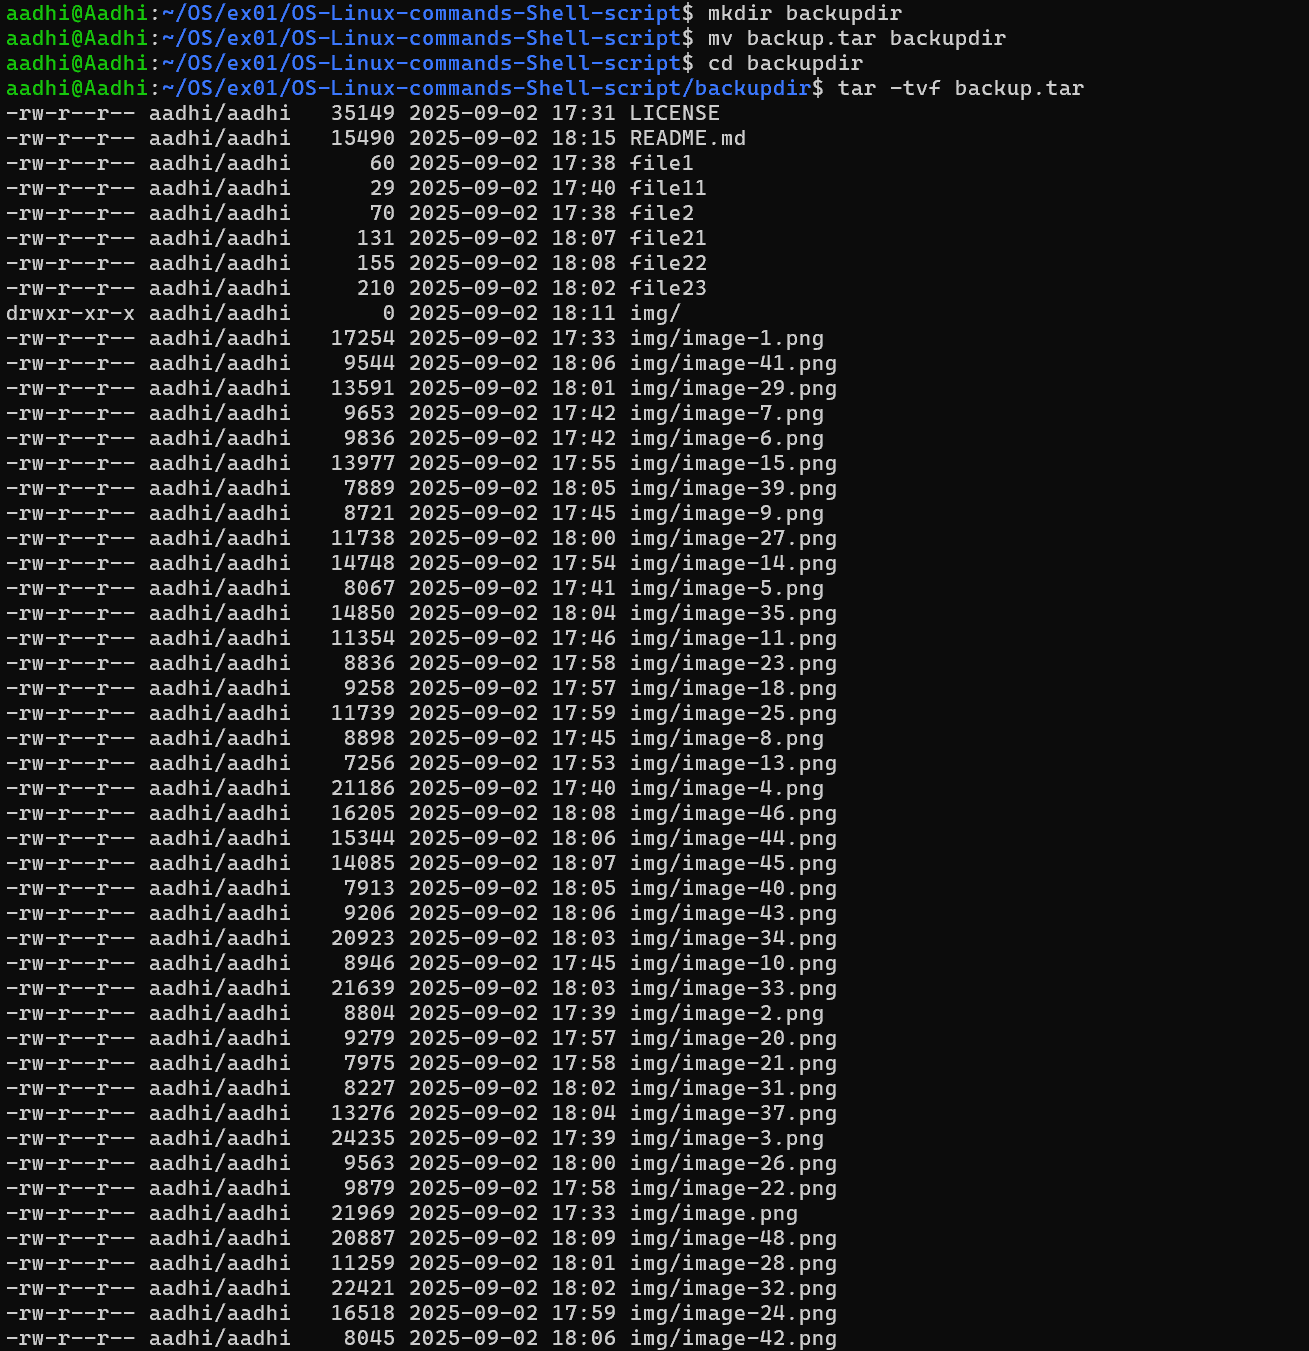 aadhi@Aadhi:~/OS/ex01/OS-Linux-commands-Shell-script$ mkdir backupdir
aadhi@Aadhi:~/OS/ex01/OS-Linux-commands-Shell-script$ mv backup.tar backupdir
aadhi@Aadhi:~/OS/ex01/OS-Linux-commands-Shell-script$ cd backupdir
aadhi@Aadhi:~/OS/ex01/OS-Linux-commands-Shell-script/backupdir$ tar -tvf backup.tar
-rw-r--r-- aadhi/aadhi   35149 2025-09-02 17:31 LICENSE
-rw-r--r-- aadhi/aadhi   15490 2025-09-02 18:15 README.md
-rw-r--r-- aadhi/aadhi      60 2025-09-02 17:38 file1
-rw-r--r-- aadhi/aadhi      29 2025-09-02 17:40 file11
-rw-r--r-- aadhi/aadhi      70 2025-09-02 17:38 file2
-rw-r--r-- aadhi/aadhi     131 2025-09-02 18:07 file21
-rw-r--r-- aadhi/aadhi     155 2025-09-02 18:08 file22
-rw-r--r-- aadhi/aadhi     210 2025-09-02 18:02 file23
drwxr-xr-x aadhi/aadhi       0 2025-09-02 18:11 img/
-rw-r--r-- aadhi/aadhi   17254 2025-09-02 17:33 img/image-1.png
-rw-r--r-- aadhi/aadhi    9544 2025-09-02 18:06 img/image-41.png
-rw-r--r-- aadhi/aadhi   13591 2025-09-02 18:01 img/image-29.png
-rw-r--r-- aadhi/aadhi    9653 2025-09-02 17:42 img/image-7.png
-rw-r--r-- aadhi/aadhi    9836 2025-09-02 17:42 img/image-6.png
-rw-r--r-- aadhi/aadhi   13977 2025-09-02 17:55 img/image-15.png
-rw-r--r-- aadhi/aadhi    7889 2025-09-02 18:05 img/image-39.png
-rw-r--r-- aadhi/aadhi    8721 2025-09-02 17:45 img/image-9.png
-rw-r--r-- aadhi/aadhi   11738 2025-09-02 18:00 img/image-27.png
-rw-r--r-- aadhi/aadhi   14748 2025-09-02 17:54 img/image-14.png
-rw-r--r-- aadhi/aadhi    8067 2025-09-02 17:41 img/image-5.png
-rw-r--r-- aadhi/aadhi   14850 2025-09-02 18:04 img/image-35.png
-rw-r--r-- aadhi/aadhi   11354 2025-09-02 17:46 img/image-11.png
-rw-r--r-- aadhi/aadhi    8836 2025-09-02 17:58 img/image-23.png
-rw-r--r-- aadhi/aadhi    9258 2025-09-02 17:57 img/image-18.png
-rw-r--r-- aadhi/aadhi   11739 2025-09-02 17:59 img/image-25.png
-rw-r--r-- aadhi/aadhi    8898 2025-09-02 17:45 img/image-8.png
-rw-r--r-- aadhi/aadhi    7256 2025-09-02 17:53 img/image-13.png
-rw-r--r-- aadhi/aadhi   21186 2025-09-02 17:40 img/image-4.png
-rw-r--r-- aadhi/aadhi   16205 2025-09-02 18:08 img/image-46.png
-rw-r--r-- aadhi/aadhi   15344 2025-09-02 18:06 img/image-44.png
-rw-r--r-- aadhi/aadhi   14085 2025-09-02 18:07 img/image-45.png
-rw-r--r-- aadhi/aadhi    7913 2025-09-02 18:05 img/image-40.png
-rw-r--r-- aadhi/aadhi    9206 2025-09-02 18:06 img/image-43.png
-rw-r--r-- aadhi/aadhi   20923 2025-09-02 18:03 img/image-34.png
-rw-r--r-- aadhi/aadhi    8946 2025-09-02 17:45 img/image-10.png
-rw-r--r-- aadhi/aadhi   21639 2025-09-02 18:03 img/image-33.png
-rw-r--r-- aadhi/aadhi    8804 2025-09-02 17:39 img/image-2.png
-rw-r--r-- aadhi/aadhi    9279 2025-09-02 17:57 img/image-20.png
-rw-r--r-- aadhi/aadhi    7975 2025-09-02 17:58 img/image-21.png
-rw-r--r-- aadhi/aadhi    8227 2025-09-02 18:02 img/image-31.png
-rw-r--r-- aadhi/aadhi   13276 2025-09-02 18:04 img/image-37.png
-rw-r--r-- aadhi/aadhi   24235 2025-09-02 17:39 img/image-3.png
-rw-r--r-- aadhi/aadhi    9563 2025-09-02 18:00 img/image-26.png
-rw-r--r-- aadhi/aadhi    9879 2025-09-02 17:58 img/image-22.png
-rw-r--r-- aadhi/aadhi   21969 2025-09-02 17:33 img/image.png
-rw-r--r-- aadhi/aadhi   20887 2025-09-02 18:09 img/image-48.png
-rw-r--r-- aadhi/aadhi   11259 2025-09-02 18:01 img/image-28.png
-rw-r--r-- aadhi/aadhi   22421 2025-09-02 18:02 img/image-32.png
-rw-r--r-- aadhi/aadhi   16518 2025-09-02 17:59 img/image-24.png
-rw-r--r-- aadhi/aadhi    8045 2025-09-02 18:06 img/image-42.png